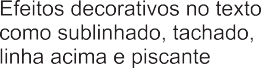 Efeitos decorativos no texto
como sublinhado, tachado,
linha acima e piscante